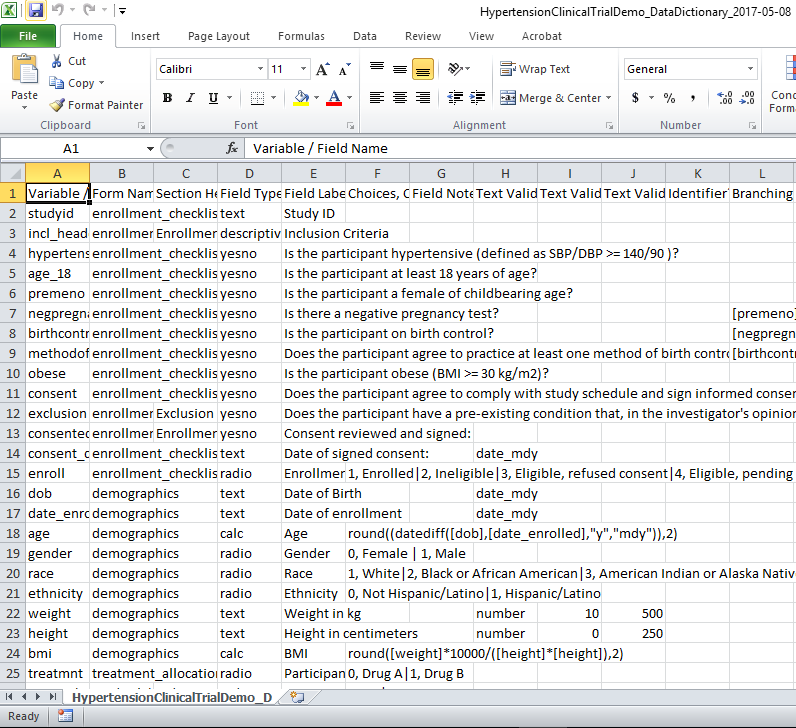 HypertensionClinicalTrialDemo_DataDictionary_2017-05-08
File Home Insert Page Layout Formulas Data Review View Acrobat
Paste Cut Copy Format Painter Clipboard
Calibri 11 A A B I U A Font
Wrap Text Merge & Center Alignment
General $ % , .00 .00 Number
Cond
Forma
A1 fx Variable / Field Name
A B C D E F G H I J K L
1 Variable / Form Nam Section He Field Type Field Labe Choices, C Field Note Text Valid Text Valid Text Valid Identifier Branching
2 studyid enrollment_checklis text Study ID
3 incl_head enrollmer Enrollmer descriptiv Inclusion Criteria
4 hypertens enrollment_checklis yesno Is the participant hypertensive (defined as SBP/DBP >= 140/90 )?
5 age_18 enrollment_checklis yesno Is the participant at least 18 years of age?
6 premeno enrollment_checklis yesno Is the participant a female of childbearing age?
7 negpregn enrollment_checklis yesno Is there a negative pregnancy test? [premeno]
8 birthcontr enrollment_checklis yesno Is the participant on birth control? [negpregn
9 methodof enrollment_checklis yesno Does the participant agree to practice at least one method of birth contr [birthcont
10 obese enrollment_checklis yesno Is the participant obese (BMI >= 30 kg/m2)?
11 consent enrollment_checklis yesno Does the participant agree to comply with study schedule and sign informed conser
12 exclusion enrollmer Exclusion yesno Does the participant have a pre-existing condition that, in the investigator's opinion
13 consented enrollmer Enrollmer yesno Consent reviewed and signed:
14 consent_d enrollment_checklis text Date of signed consent: date_mdy
15 enroll enrollment_checklis radio Enrollmer 1, Enrolled|2, Ineligible|3, Eligible, refused consent|4, Eligible, pending
16 dob demographics text Date of Birth date_mdy
17 date_enro demographics text Date of enrollment date_mdy
18 age demographics calc Age round((datediff([dob],[date_enrolled],"y","mdy")),2)
19 gender demographics radio Gender 0, Female | 1, Male
20 race demographics radio Race 1, White|2, Black or African American|3, American Indian or Alaska Nativ
21 ethnicity demographics radio Ethnicity 0, Not Hispanic/Latino|1, Hispanic/Latino
22 weight demographics text Weight in kg number 10 500
23 height demographics text Height in centimeters number 0 250
24 bmi demographics calc BMI round([weight]*10000/([height]*[height]),2)
25 treatmnt treatment_allocatio radio Participan 0, Drug A|1, Drug B
HypertensionClinicalTrialDemo_D
Ready